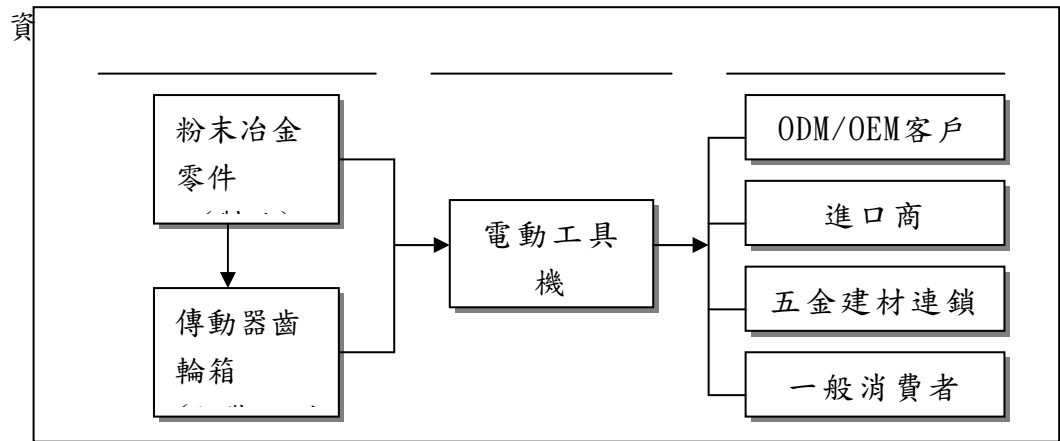 資
粉末冶金
零件
傳動器齒
輪箱
電動工具
機
ODM/OEM客戶
進口商
五金建材連鎖
一般消費者